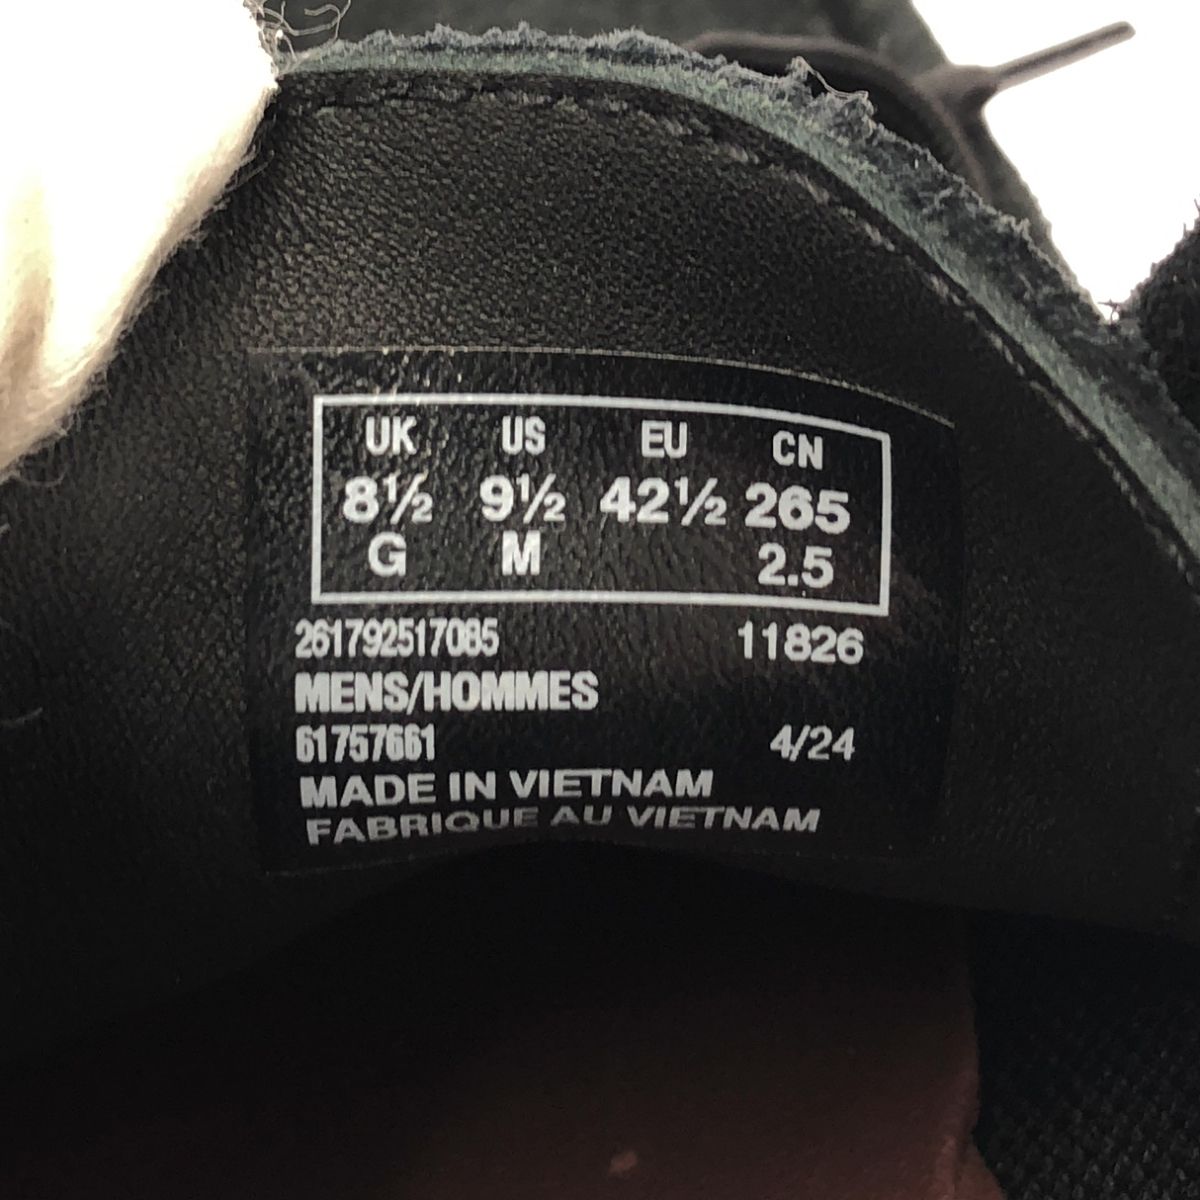 UK US EU CN
8½ 9½ 42½ 265
G M 2.5
261792517085 11826
MENS/HOMMES
61757661 4/24
MADE IN VIETNAM
FABRIQUE AU VIETNAM